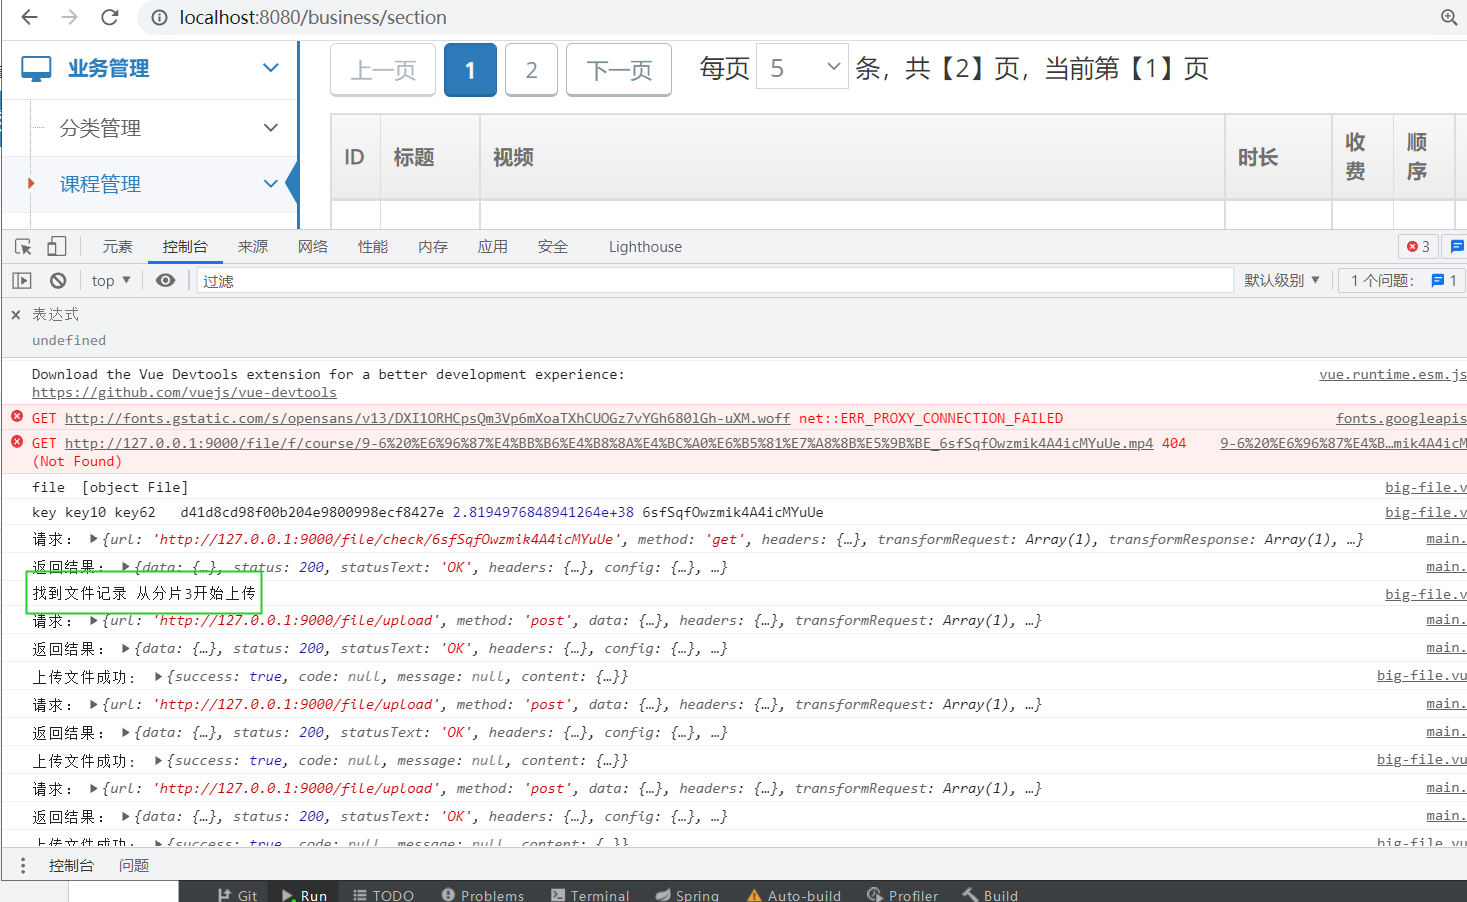 localhost:8080/business/section
业务管理
上一页 1 2 下一页 每页 5 条，共【2】页，当前第【1】页
分类管理
ID 标题 视频 时长 收费 顺序
课程管理
元素 控制台 来源 网络 性能 内存 应用 安全 Lighthouse 3
top 过滤 默认级别 1 个问题： 1
表达式
undefined
Download the Vue Devtools extension for a better development experience: vue.runtime.esm.js
https://github.com/vuejs/vue-devtools
GET http://fonts.gstatic.com/s/opensans/v13/DXI1ORHCpsQm3Vp6mXoaTXhCUOGz7vYGh680lGh-uXM.woff net::ERR_PROXY_CONNECTION_FAILED fonts.googleapis
GET http://127.0.0.1:9000/file/f/course/9-6%20%E6%96%87%E4%BB%B6%E4%B8%8A%E4%BC%A0%E6%B5%81%E7%A8%8B%E5%9B%BE_6sfSqfOwzmik4A4icMYuUe.mp4 404 9-6%20%E6%96%87%E4%B…mik4A4icM
(Not Found)
file [object File] big-file.v
key key10 key62 d41d8cd98f00b204e9800998ecf8427e 2.8194976848941264e+38 6sfSqfOwzmik4A4icMYuUe big-file.v
请求： {url: 'http://127.0.0.1:9000/file/check/6sfSqfOwzmik4A4icMYuUe', method: 'get', headers: {…}, transformRequest: Array(1), transformResponse: Array(1), …} main.
返回结果： {data: {…}, status: 200, statusText: 'OK', headers: {…}, config: {…}, …} main.
找到文件记录 从分片3开始上传 big-file.v
请求： {url: 'http://127.0.0.1:9000/file/upload', method: 'post', data: {…}, headers: {…}, transformRequest: Array(1), …} main.
返回结果： {data: {…}, status: 200, statusText: 'OK', headers: {…}, config: {…}, …} main.
上传文件成功： {success: true, code: null, message: null, content: {…}} big-file.vu
请求： {url: 'http://127.0.0.1:9000/file/upload', method: 'post', data: {…}, headers: {…}, transformRequest: Array(1), …} main.
返回结果： {data: {…}, status: 200, statusText: 'OK', headers: {…}, config: {…}, …} main.
上传文件成功： {success: true, code: null, message: null, content: {…}} big-file.vu
请求： {url: 'http://127.0.0.1:9000/file/upload', method: 'post', data: {…}, headers: {…}, transformRequest: Array(1), …} main.
返回结果： {data: {…}, status: 200, statusText: 'OK', headers: {…}, config: {…}, …} main.
上传文件成功： {success: true, code: null, message: null, content: {…}} big-file.vu
控制台 问题
Git Run TODO Problems Terminal Spring Auto-build Profiler Build